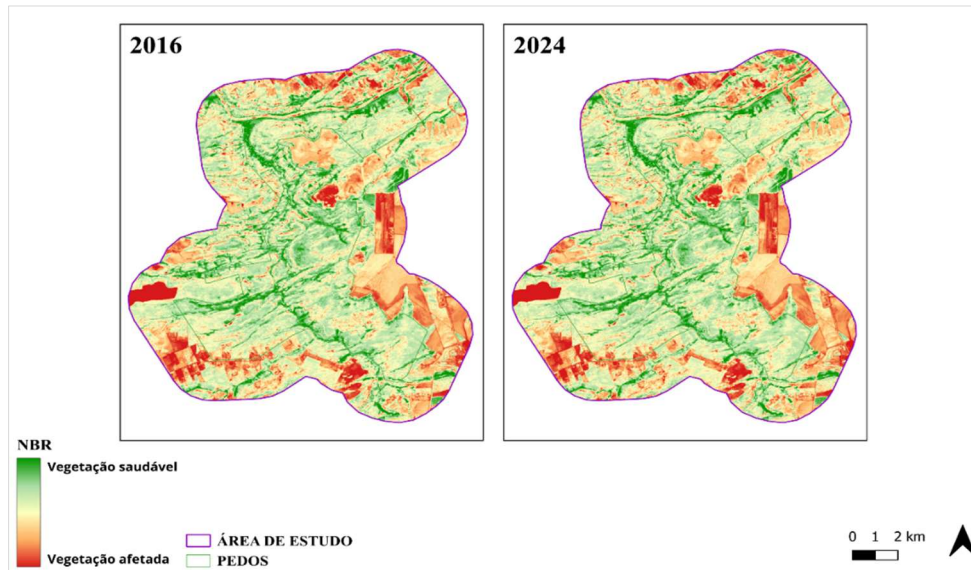 2016
2024
NBR
Vegetação saudável
Vegetação afetada
ÁREA DE ESTUDO
PEDOS
0 1 2 km